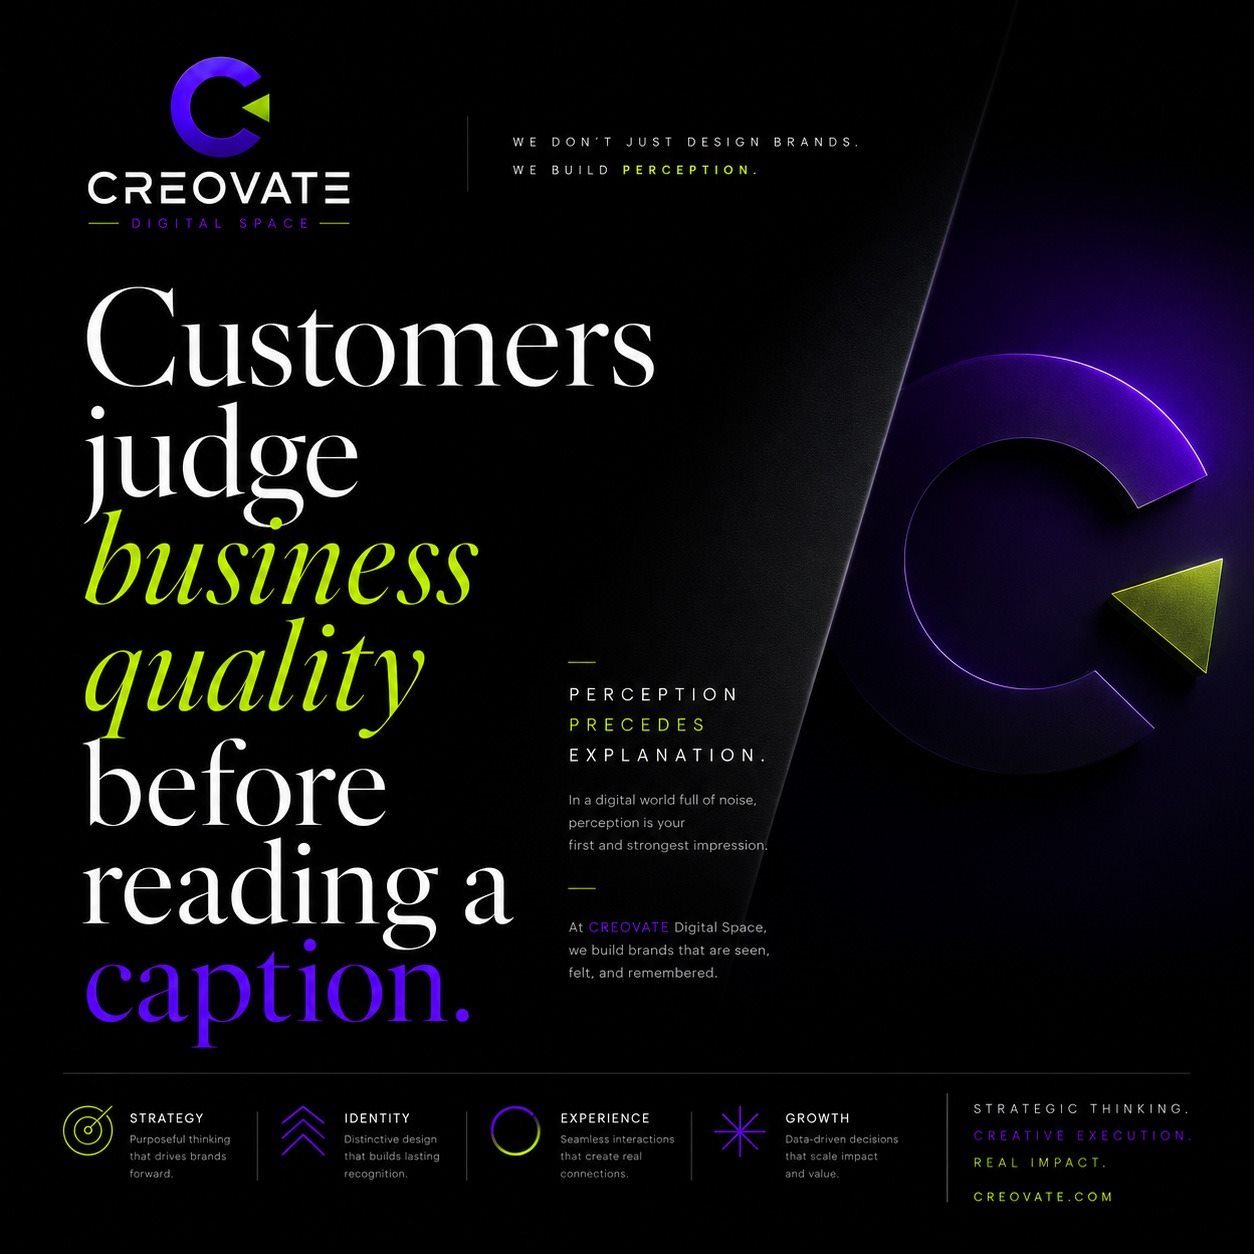 CREOVATE
DIGITAL SPACE
WE DON'T JUST DESIGN BRANDS.
WE BUILD PERCEPTION.
Customers
judge
business
quality
before
reading a
caption.
PERCEPTION
PRECEDES
EXPLANATION.
In a digital world full of noise,
perception is your
first and strongest impression.
At CREOVATE Digital Space,
we build brands that are seen,
felt, and remembered.
STRATEGY
Purposeful thinking
that drives brands
forward.
IDENTITY
Distinctive design
that builds lasting
recognition.
EXPERIENCE
Seamless interactions
that create real
connections.
GROWTH
Data-driven decisions
that scale impact
and value.
STRATEGIC THINKING.
CREATIVE EXECUTION.
REAL IMPACT.
CREOVATE.COM